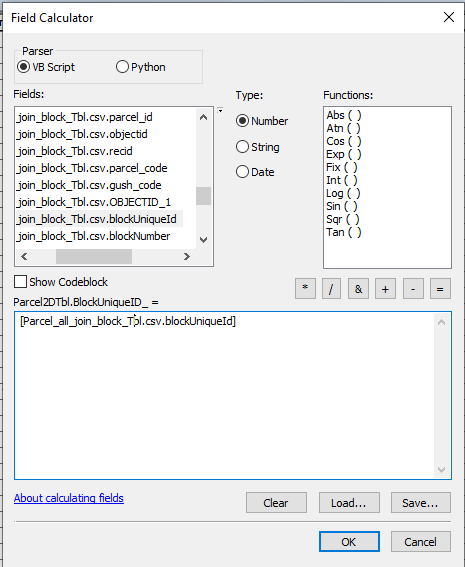 Field Calculator
Parser
VB Script
Python
Fields:
Type:
Functions:
join_block_Tbl.csv.parcel_id
join_block_Tbl.csv.objectid
join_block_Tbl.csv.recid
join_block_Tbl.csv.parcel_code
join_block_Tbl.csv.gush_code
join_block_Tbl.csv.OBJECTID_1
join_block_Tbl.csv.blockUniqueId
join_block_Tbl.csv.blockNumber
Number
String
Date
Abs ( )
Atn ( )
Cos ( )
Exp ( )
Fix ( )
Int ( )
Log ( )
Sin ( )
Sqr ( )
Tan ( )
Show Codeblock
* / & + - =
Parcel2DTbl.BlockUniqueID_ =
[Parcel_all_join_block_Tbl.csv.blockUniqueId]
About calculating fields
Clear
Load...
Save...
OK
Cancel